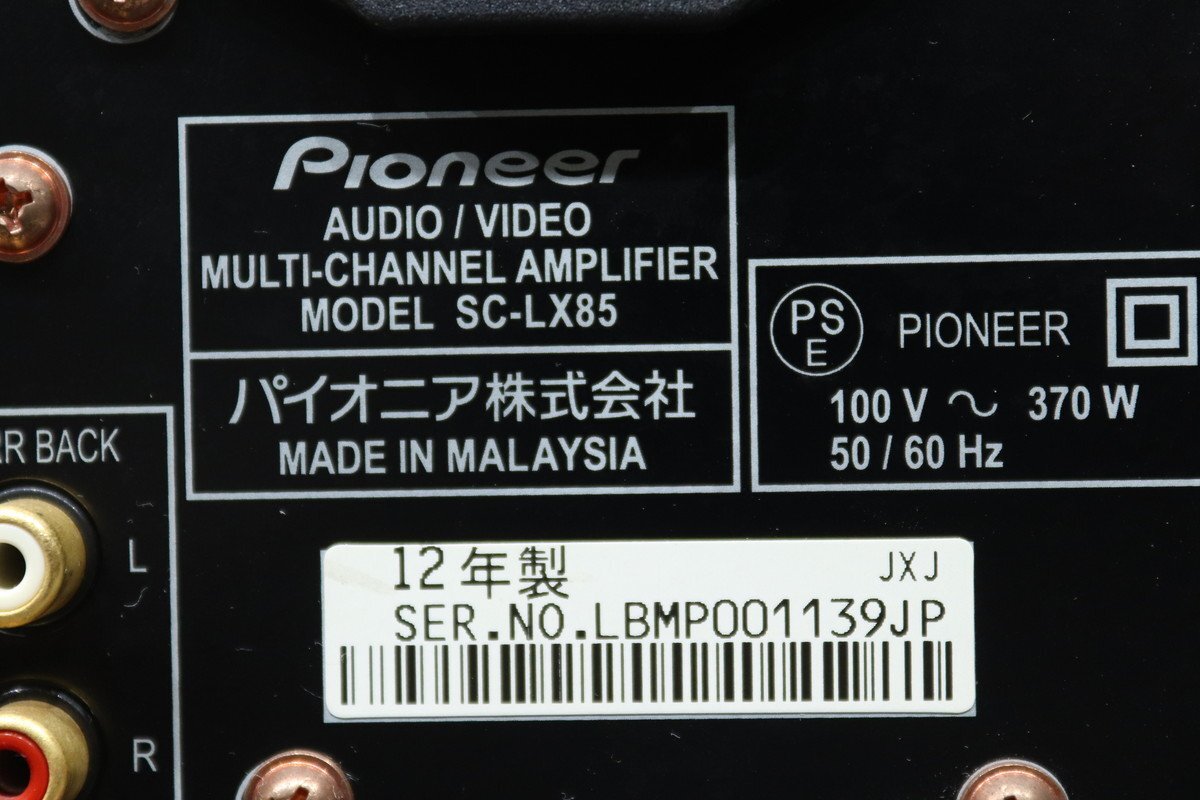 Pioneer
AUDIO / VIDEO
MULTI-CHANNEL AMPLIFIER
MODEL SC-LX85
パイオニア株式会社
MADE IN MALAYSIA
PSE
PIONEER
100 V ~ 370 W
50 / 60 Hz
BACK
L
R
12年製 JXJ
SER.NO.LBMP001139JP